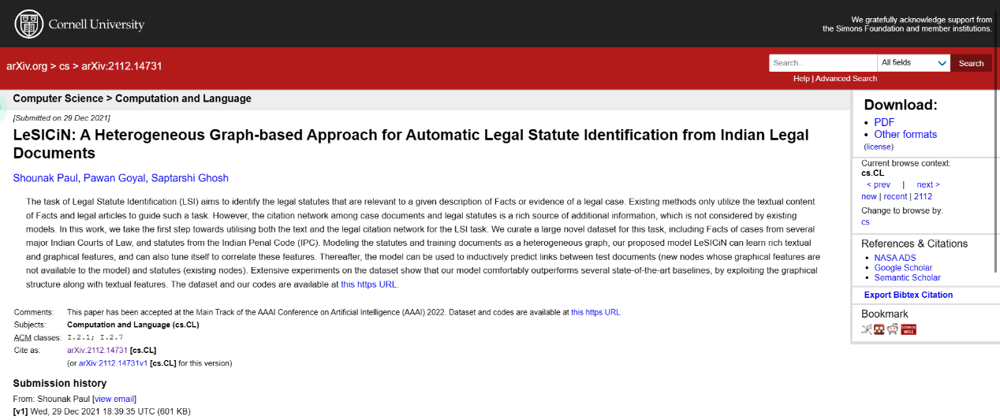 Cornell University
We gratefully acknowledge support from
the Simons Foundation and member institutions.
arXiv.org > cs > arXiv:2112.14731
Search...
All fields
Search
Help | Advanced Search
Computer Science > Computation and Language
[Submitted on 29 Dec 2021]
LeSICiN: A Heterogeneous Graph-based Approach for Automatic Legal Statute Identification from Indian Legal
Documents
Shounak Paul, Pawan Goyal, Saptarshi Ghosh
The task of Legal Statute Identification (LSI) aims to identify the legal statutes that are relevant to a given description of Facts or evidence of a legal case. Existing methods only utilize the textual content
of Facts and legal articles to guide such a task. However, the citation network among case documents and legal statutes is a rich source of additional information, which is not considered by existing
models. In this work, we take the first step towards utilising both the text and the legal citation network for the LSI task. We curate a large novel dataset for this task, including Facts of cases from several
major Indian Courts of Law, and statutes from the Indian Penal Code (IPC). Modeling the statutes and training documents as a heterogeneous graph, our proposed model LeSICiN can learn rich textual
and graphical features, and can also tune itself to correlate these features. Thereafter, the model can be used to inductively predict links between test documents (new nodes whose graphical features are
not available to the model) and statutes (existing nodes). Extensive experiments on the dataset show that our model comfortably outperforms several state-of-the-art baselines, by exploiting the graphical
structure along with textual features. The dataset and our codes are available at this https URL.
Comments: This paper has been accepted at the Main Track of the AAAI Conference on Artificial Intelligence (AAAI) 2022. Dataset and codes are available at this https URL
Subjects: Computation and Language (cs.CL)
ACM classes: I.2.1; I.2.7
Cite as: arXiv:2112.14731 [cs.CL]
(or arXiv:2112.14731v1 [cs.CL] for this version)
Submission history
From: Shounak Paul [view email]
[v1] Wed, 29 Dec 2021 18:39:35 UTC (601 KB)
Download:
PDF
Other formats
(license)
Current browse context:
cs.CL
< prev | next >
new | recent | 2112
Change to browse by:
cs
References & Citations
NASA ADS
Google Scholar
Semantic Scholar
Export Bibtex Citation
Bookmark
Science
WISE